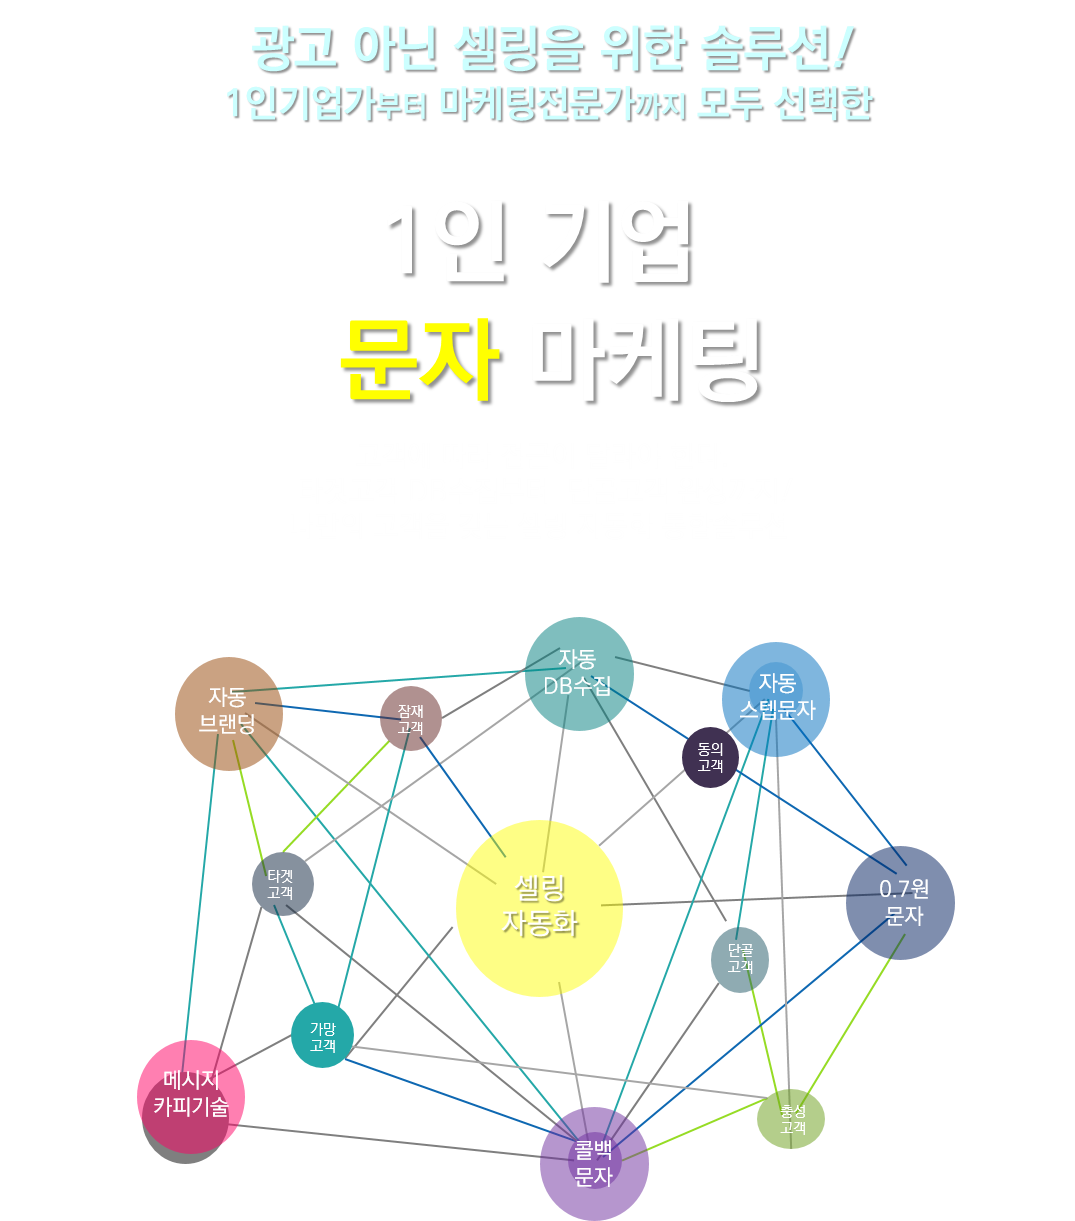 광고 아닌 셀링을 위한 솔루션!
1인기업가부터 마케팅전문가까지 모두 선택한
1인 기업
문자 마케팅
자동
DB수집
자동
스텝문자
자동
브랜딩
잠재
고객
동의
고객
타겟
고객
셀링
자동화
0.7원
문자
단골
고객
가망
고객
메시지
카피기술
충성
고객
콜백
문자